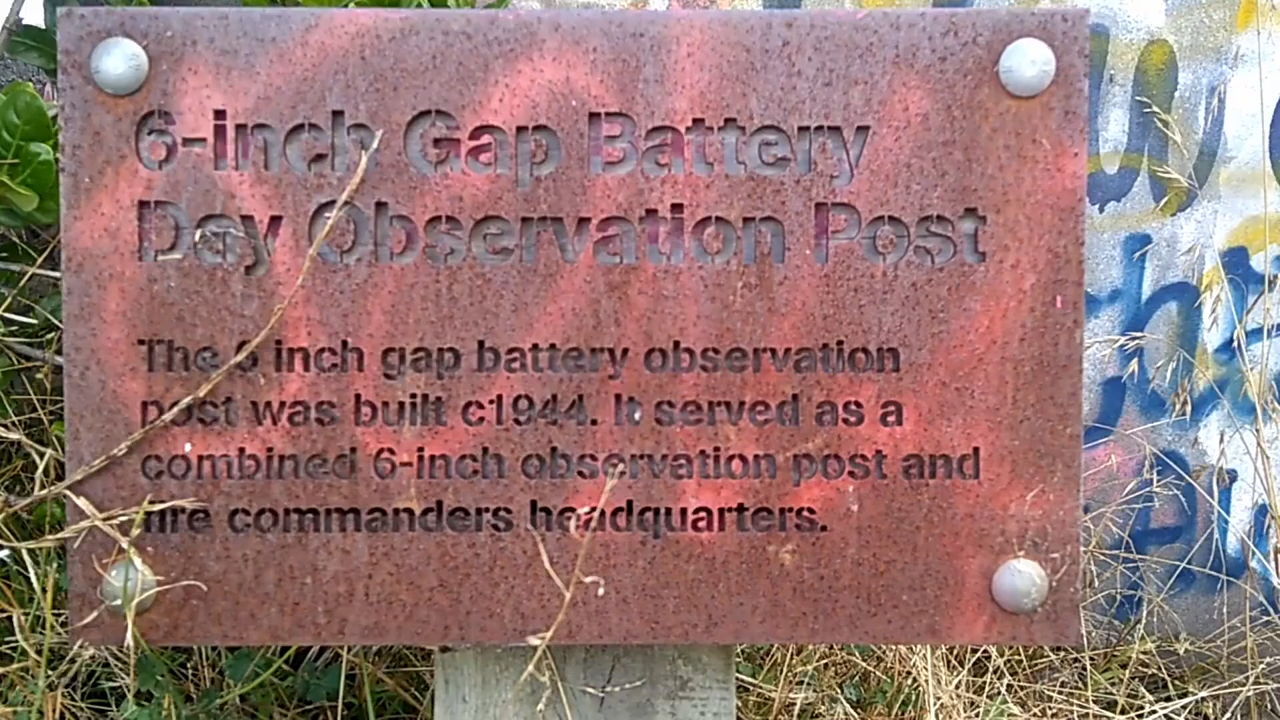 6-inch Gap Battery
Day Observation Post
The 6 inch gap battery observation
post was built c1944. It served as a
combined 6-inch observation post and
fire commanders headquarters.